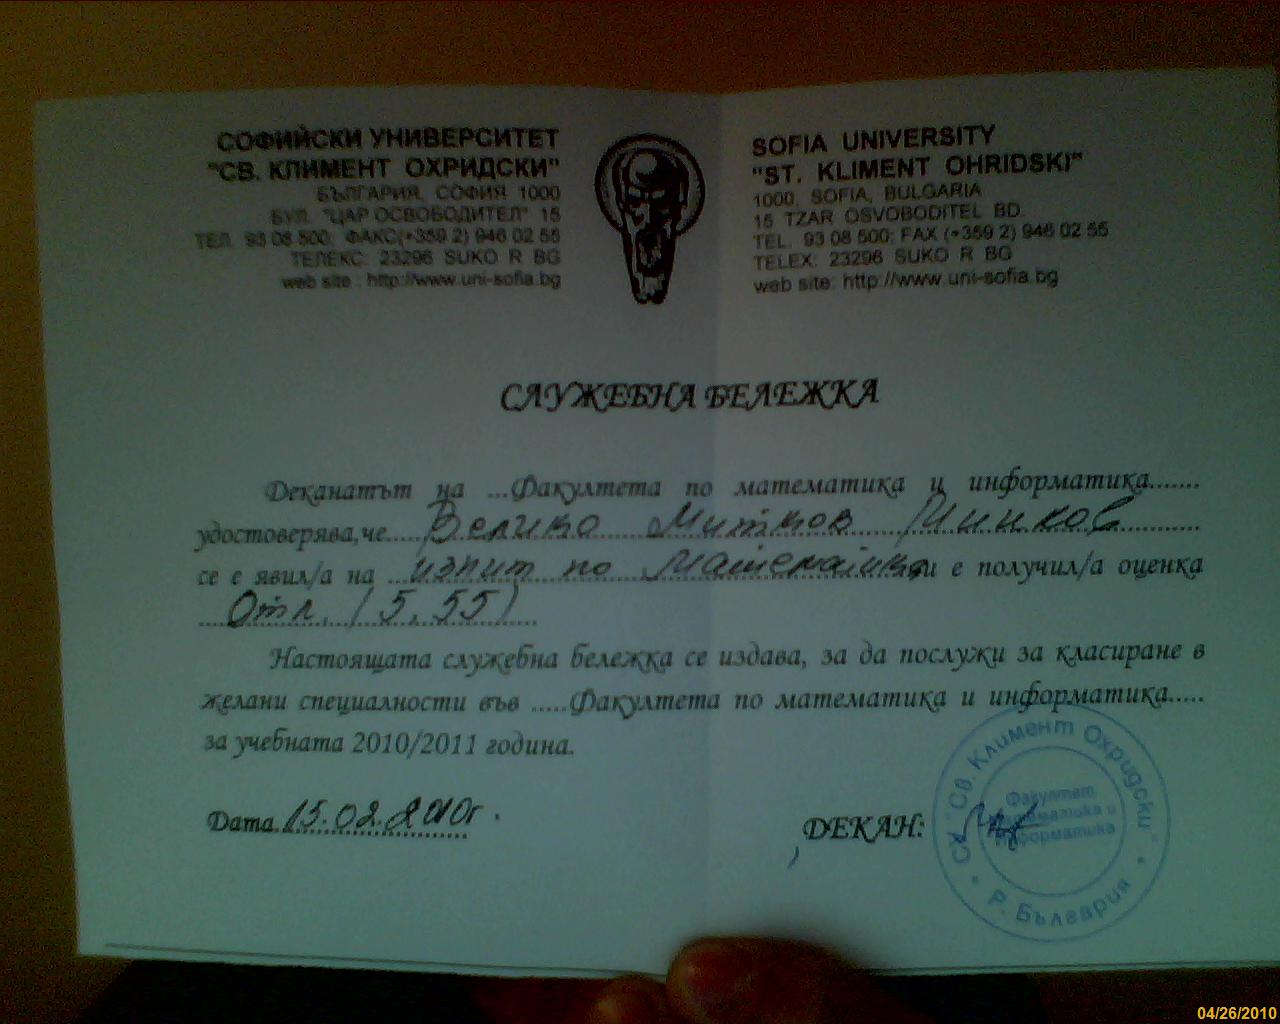 СОФИЙСКИ УНИВЕРСИТЕТ
"СВ. КЛИМЕНТ ОХРИДСКИ"
БЪЛГАРИЯ, СОФИЯ 1000
БУЛ. "ЦАР ОСВОБОДИТЕЛ" 15
ТЕЛ. 93 08 500; ФАКС(+359 2) 946 02 55
ТЕЛЕКС: 23296 SUKO R BG
web site : http://www.uni-sofia.bg
SOFIA UNIVERSITY
"ST. KLIMENT OHRIDSKI"
1000, SOFIA, BULGARIA
15 TZAR OSVOBODITEL BD.
TEL. 93 08 500; FAX (+359 2) 946 02 55
TELEX: 23296 SUKO R BG
web site: http://www.uni-sofia.bg
СЛУЖЕБНА БЕЛЕЖКА
Деканатът на ...Факултета по математика и информатика.......
удостоверява,че.....Велико Митков Минков............
се е явил/а на ...изпит по Математика и е получил/а оценка
Отл. (5,55)
Настоящата служебна бележка се издава, за да послужи за класиране в
желани специалности във .....Факултета по математика и информатика.....
за учебната 2010/2011 година.
Дата 15.02.2010г.
ДЕКАН:
СУ "Св. Климент Охридски"
Факултет
Математика и
Информатика
Р. България
04/26/2010